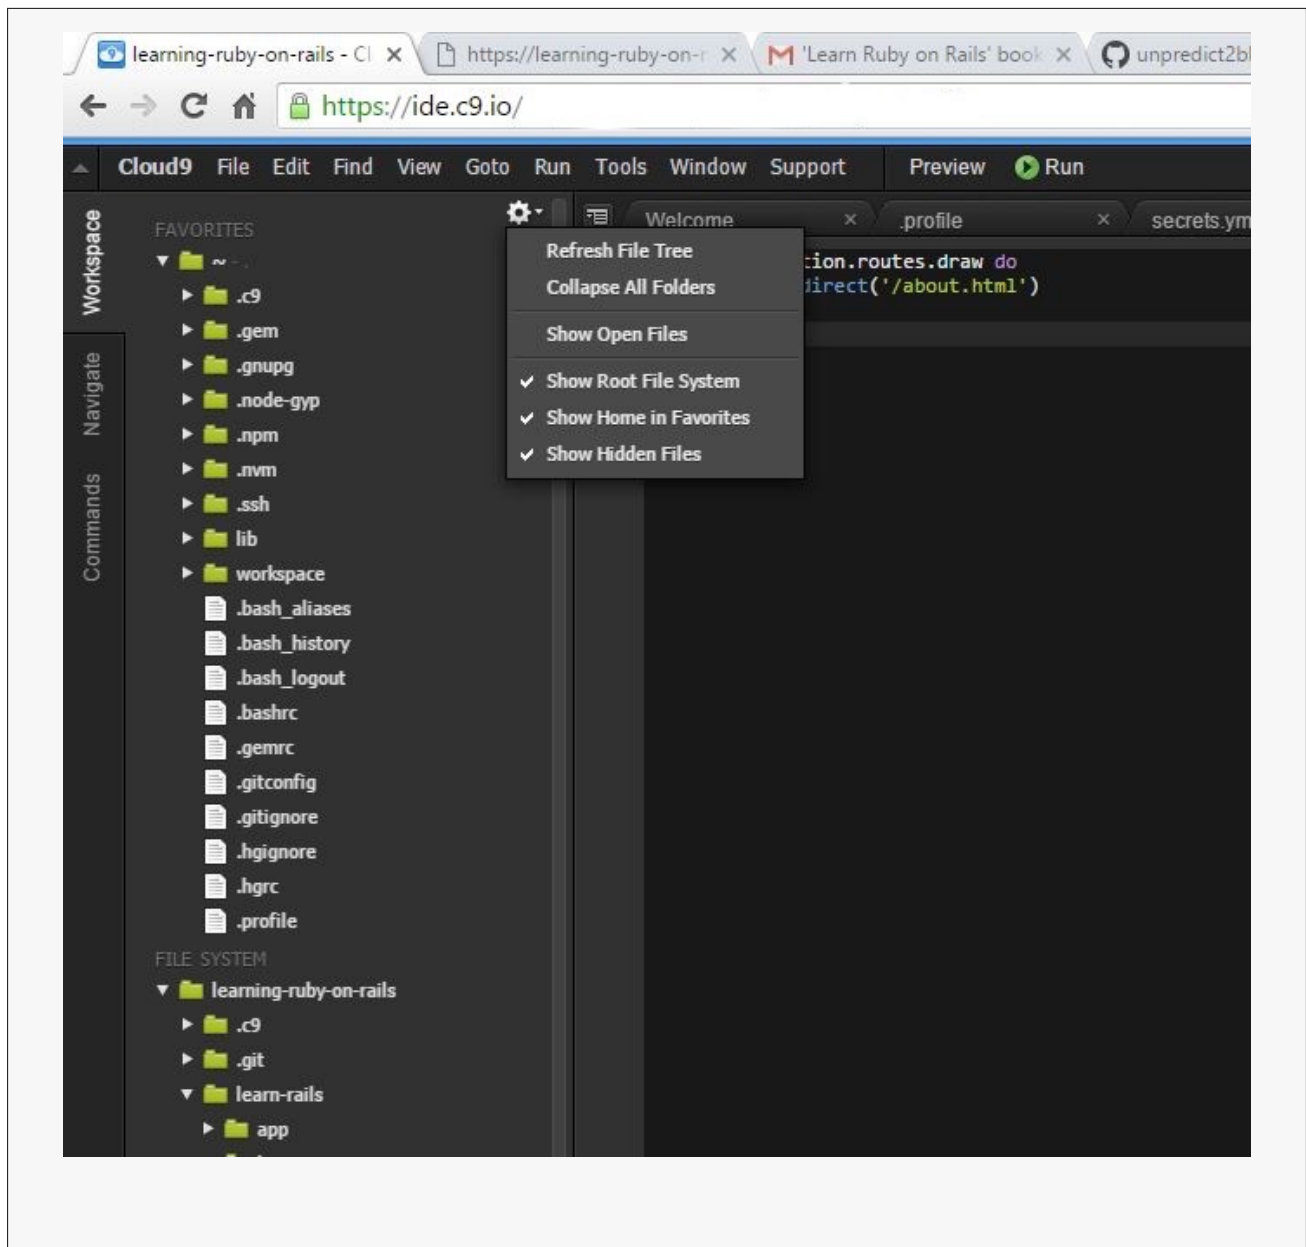 learning-ruby-on-rails - Cl
https://learning-ruby-on-r
'Learn Ruby on Rails' book
unpredict2bl
https://ide.c9.io/
Cloud9 File Edit Find View Goto Run Tools Window Support Preview Run
Workspace
Navigate
Commands
FAVORITES
~
.c9
.gem
.gnupg
.node-gyp
.npm
.nvm
.ssh
lib
workspace
.bash_aliases
.bash_history
.bash_logout
.bashrc
.gemrc
.gitconfig
.gitignore
.hgignore
.hgrc
.profile
FILE SYSTEM
learning-ruby-on-rails
.c9
.git
learn-rails
app
Refresh File Tree
Collapse All Folders
Show Open Files
Show Root File System
Show Home in Favorites
Show Hidden Files
Welcome
.profile
secrets.ym
tion.routes.draw do
direct('/about.html')